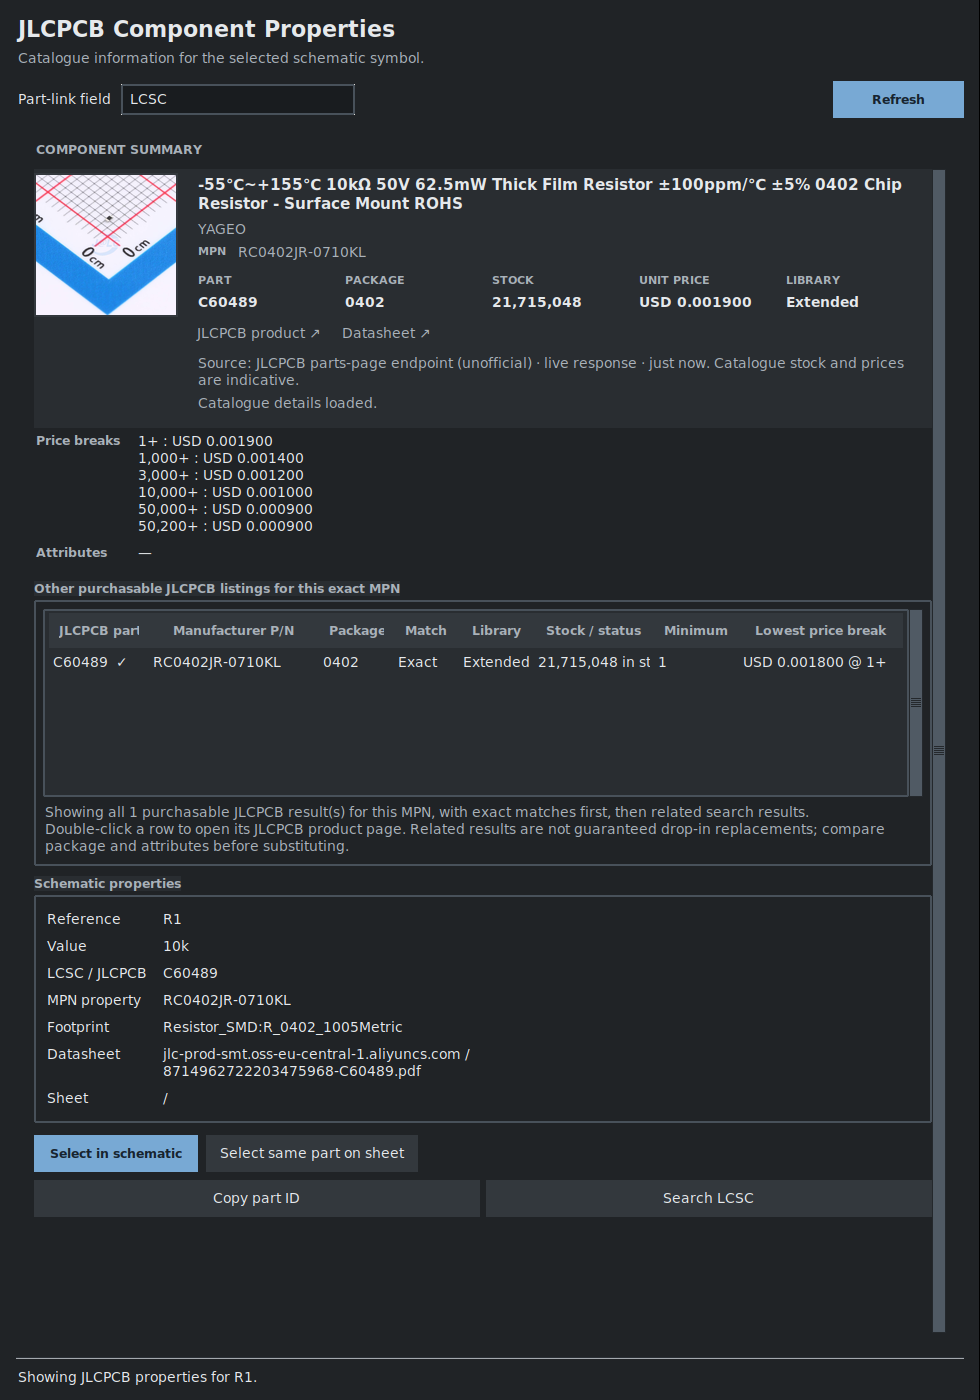 JLCPCB Component Properties
Catalogue information for the selected schematic symbol.
Part-link field LCSC Refresh
COMPONENT SUMMARY
-55℃~+155℃ 10kΩ 50V 62.5mW Thick Film Resistor ±100ppm/℃ ±5% 0402 Chip
Resistor - Surface Mount ROHS
YAGEO
MPN RC0402JR-0710KL
PART PACKAGE STOCK UNIT PRICE LIBRARY
C60489 0402 21,715,048 USD 0.001900 Extended
0cm 0cm
JLCPCB product ↗ Datasheet ↗
Source: JLCPCB parts-page endpoint (unofficial) · live response · just now. Catalogue stock and prices
are indicative.
Catalogue details loaded.
Price breaks 1+ : USD 0.001900
1,000+ : USD 0.001400
3,000+ : USD 0.001200
10,000+ : USD 0.001000
50,000+ : USD 0.000900
50,200+ : USD 0.000900
Attributes —
Other purchasable JLCPCB listings for this exact MPN
JLCPCB part Manufacturer P/N Package Match Library Stock / status Minimum Lowest price break
C60489 ✓ RC0402JR-0710KL 0402 Exact Extended 21,715,048 in st 1 USD 0.001800 @ 1+
Showing all 1 purchasable JLCPCB result(s) for this MPN, with exact matches first, then related search results.
Double-click a row to open its JLCPCB product page. Related results are not guaranteed drop-in replacements; compare
package and attributes before substituting.
Schematic properties
Reference R1
Value 10k
LCSC / JLCPCB C60489
MPN property RC0402JR-0710KL
Footprint Resistor_SMD:R_0402_1005Metric
Datasheet jlc-prod-smt.oss-eu-central-1.aliyuncs.com /
8714962722203475968-C60489.pdf
Sheet /
Select in schematic Select same part on sheet
Copy part ID Search LCSC
Showing JLCPCB properties for R1.